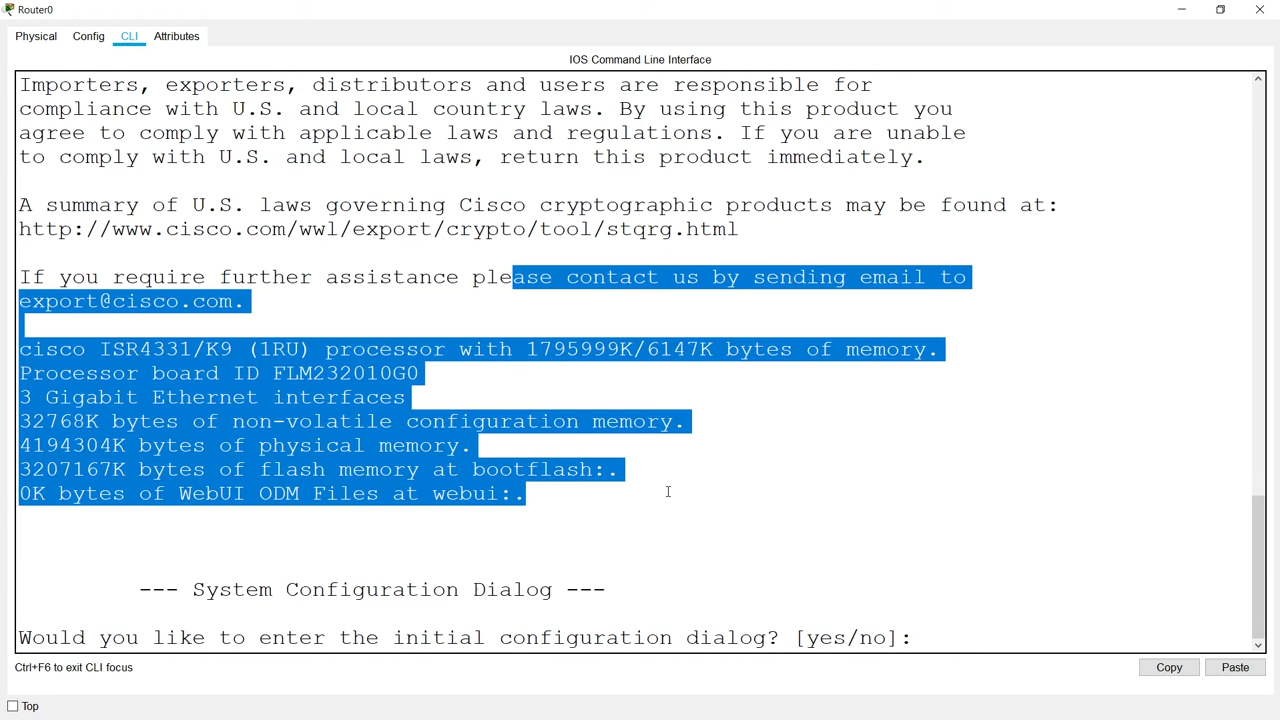 Router0
Physical Config CLI Attributes
IOS Command Line Interface
Importers, exporters, distributors and users are responsible for
compliance with U.S. and local country laws. By using this product you
agree to comply with applicable laws and regulations. If you are unable
to comply with U.S. and local laws, return this product immediately.
A summary of U.S. laws governing Cisco cryptographic products may be found at:
http://www.cisco.com/wwl/export/crypto/tool/stqrg.html
If you require further assistance please contact us by sending email to
export@cisco.com.
cisco ISR4331/K9 (1RU) processor with 1795999K/6147K bytes of memory.
Processor board ID FLM232010G0
3 Gigabit Ethernet interfaces
32768K bytes of non-volatile configuration memory.
4194304K bytes of physical memory.
3207167K bytes of flash memory at bootflash:.
0K bytes of WebUI ODM Files at webui:.
--- System Configuration Dialog ---
Would you like to enter the initial configuration dialog? [yes/no]:
Ctrl+F6 to exit CLI focus
Copy Paste
Top